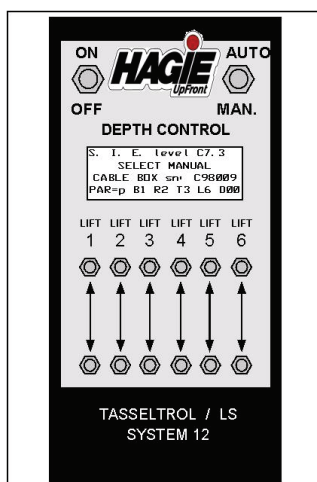 ON
AUTO
HAGIE
UpFront
OFF
MAN.
DEPTH CONTROL
S. I. E. level C7.3
SELECT MANUAL
CABLE BOX sn: C98009
PAR=p B1 R2 T3 L6 D00
LIFT LIFT LIFT LIFT LIFT LIFT
1 2 3 4 5 6
TASSELTROL / LS
SYSTEM 12